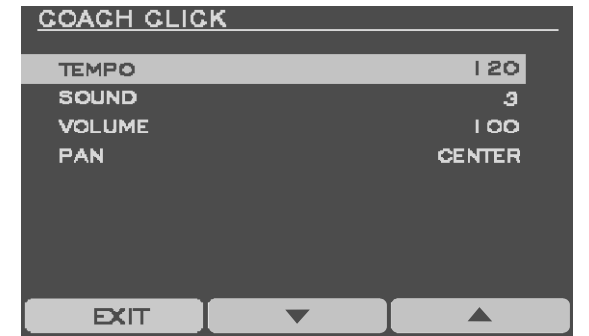 COACH CLICK
TEMPO 120
SOUND 3
VOLUME 100
PAN CENTER
EXIT ▼ ▲